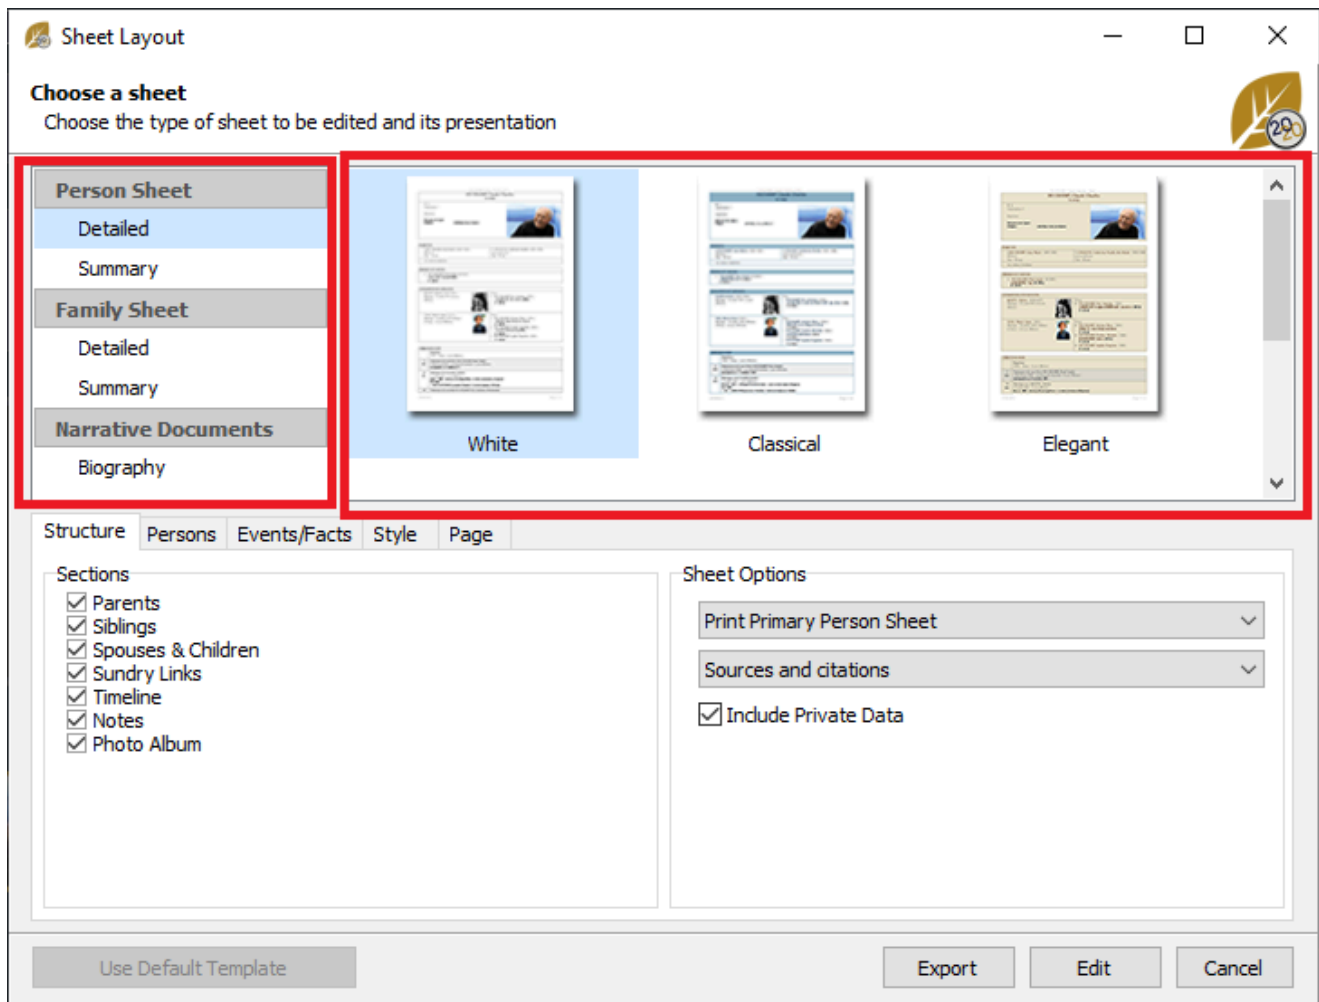 Sheet Layout
Choose a sheet
Choose the type of sheet to be edited and its presentation
2020
Person Sheet
Detailed
Summary
Family Sheet
Detailed
Summary
Narrative Documents
Biography
White
Classical
Elegant
Structure
Persons
Events/Facts
Style
Page
Sections
Parents
Siblings
Spouses & Children
Sundry Links
Timeline
Notes
Photo Album
Sheet Options
Print Primary Person Sheet
Sources and citations
Include Private Data
Use Default Template
Export
Edit
Cancel